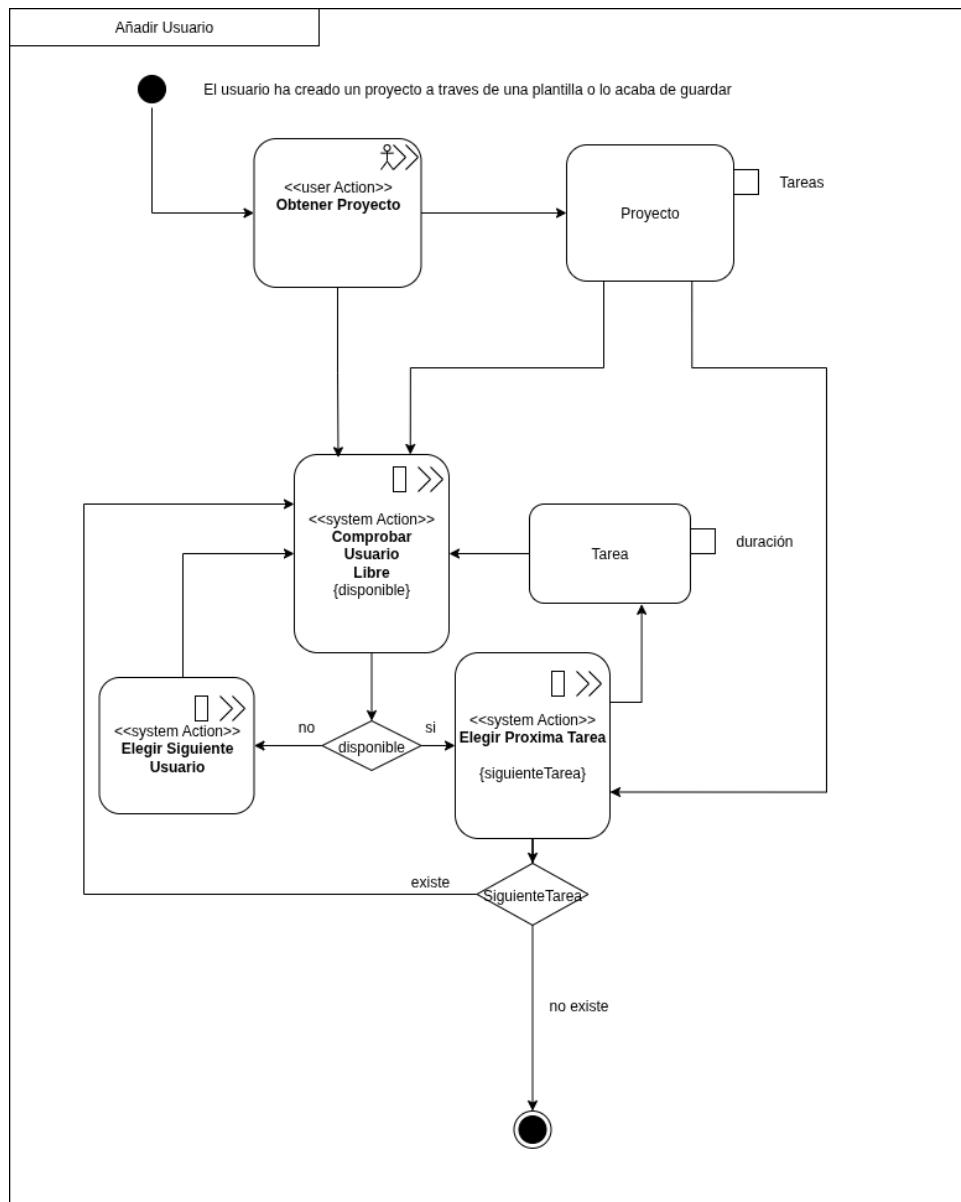 Añadir Usuario
El usuario ha creado un proyecto a traves de una plantilla o lo acaba de guardar
<<user Action>>
Obtener Proyecto
Proyecto
Tareas
<<system Action>>
Comprobar
Usuario
Libre
{disponible}
Tarea
duración
<<system Action>>
Elegir Siguiente
Usuario
no
disponible
si
<<system Action>>
Elegir Proxima Tarea
{siguienteTarea}
existe
SiguienteTarea
no existe